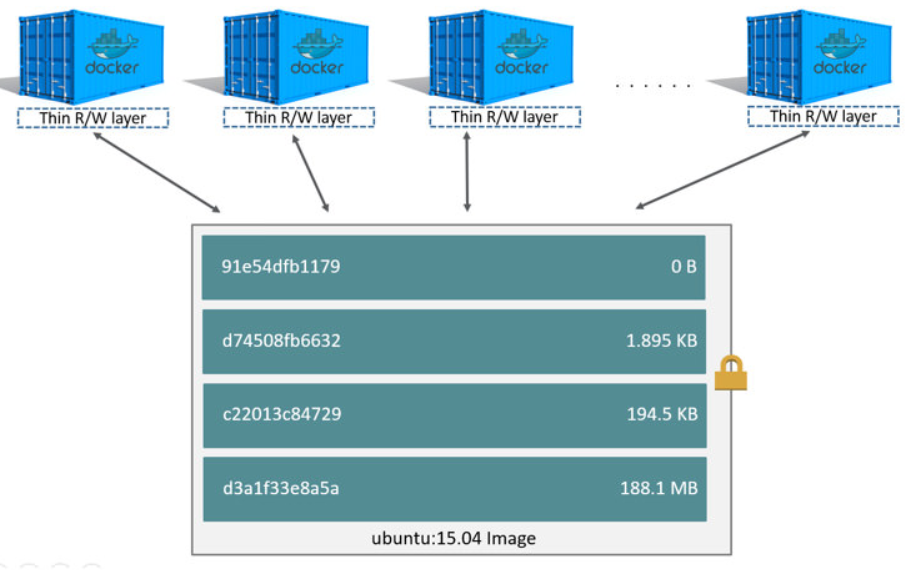 docker docker docker docker
. . . . . .
Thin R/W layer Thin R/W layer Thin R/W layer Thin R/W layer
91e54dfb1179 0 B
d74508fb6632 1.895 KB
c22013c84729 194.5 KB
d3a1f33e8a5a 188.1 MB
ubuntu:15.04 Image